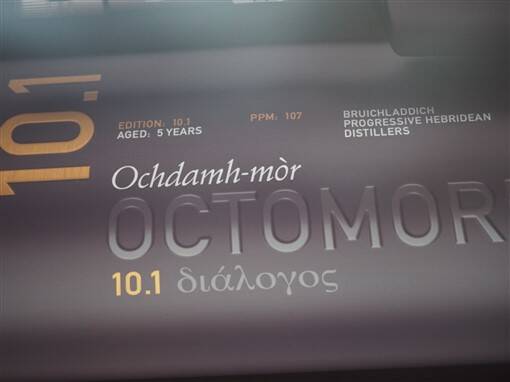 10.1
EDITION: 10.1
AGED: 5 YEARS
PPM: 107
BRUICHLADDICH
PROGRESSIVE HEBRIDEAN
DISTILLERS
Ochdamh-mòr
OCTOMOR
10.1 διάλογος